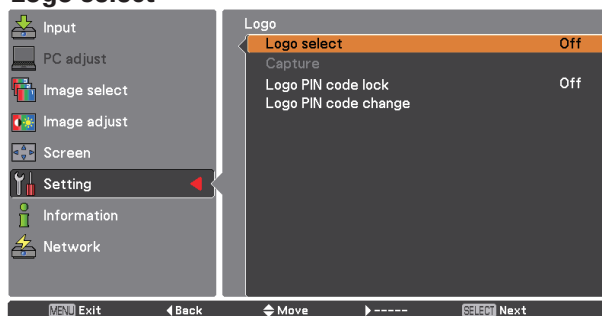 Logo select
Input
PC adjust
Image select
Image adjust
Screen
Setting
Information
Network
Logo
Logo select Off
Capture
Logo PIN code lock Off
Logo PIN code change
MENU Exit Back Move ----- SELECT Next